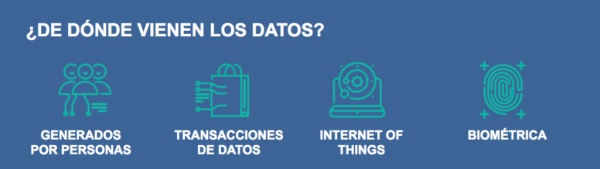 ¿DE DÓNDE VIENEN LOS DATOS?
GENERADOS
POR PERSONAS
TRANSACCIONES
DE DATOS
INTERNET OF
THINGS
BIOMÉTRICA